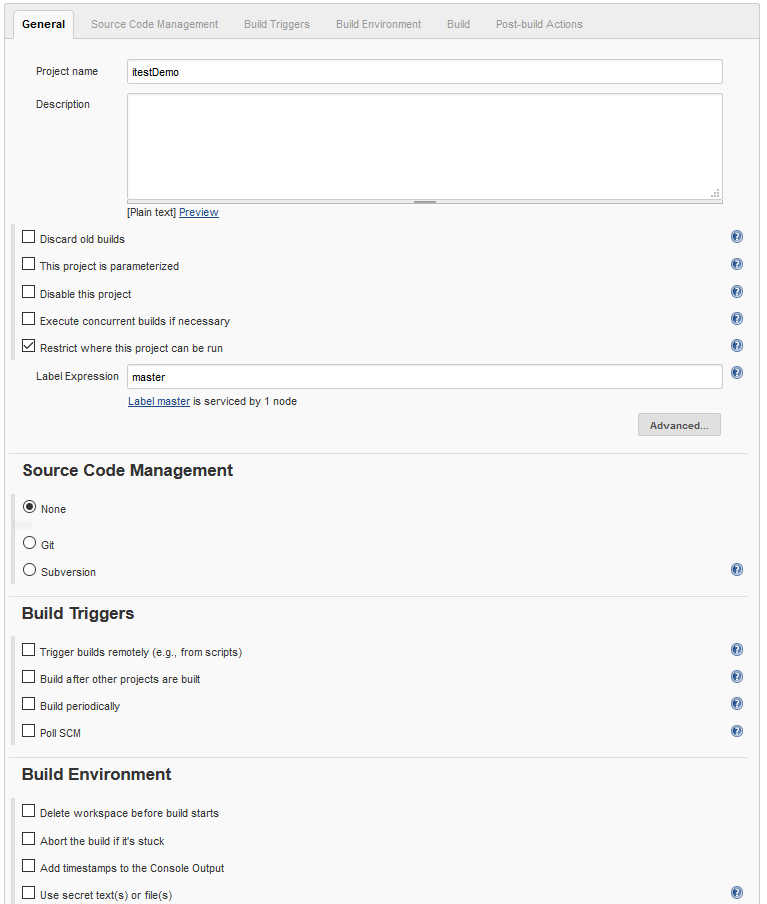 General Source Code Management Build Triggers Build Environment Build Post-build Actions
Project name itestDemo
Description
[Plain text] Preview
Discard old builds
This project is parameterized
Disable this project
Execute concurrent builds if necessary
Restrict where this project can be run
Label Expression master
Label master is serviced by 1 node
Advanced...
Source Code Management
None
Git
Subversion
Build Triggers
Trigger builds remotely (e.g., from scripts)
Build after other projects are built
Build periodically
Poll SCM
Build Environment
Delete workspace before build starts
Abort the build if it's stuck
Add timestamps to the Console Output
Use secret text(s) or file(s)